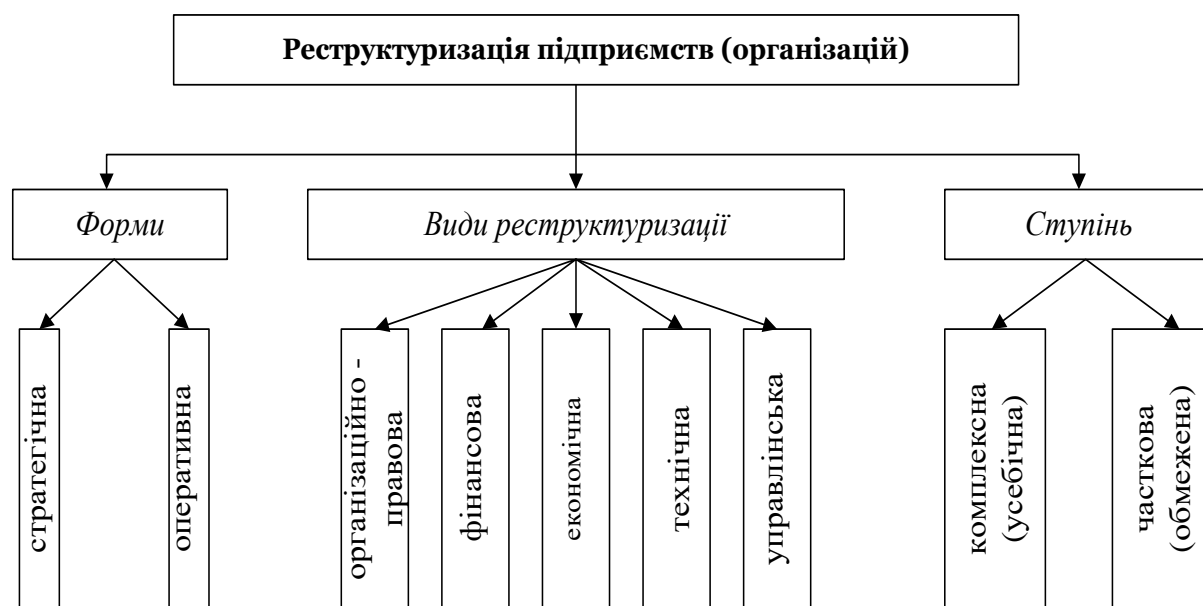 Реструктуризація підприємств (організацій)
Форми
Види реструктуризації
Ступінь
стратегічна
оперативна
організаційно -
правова
фінансова
економічна
технічна
управлінська
комплексна
(усебічна)
часткова
(обмежена)